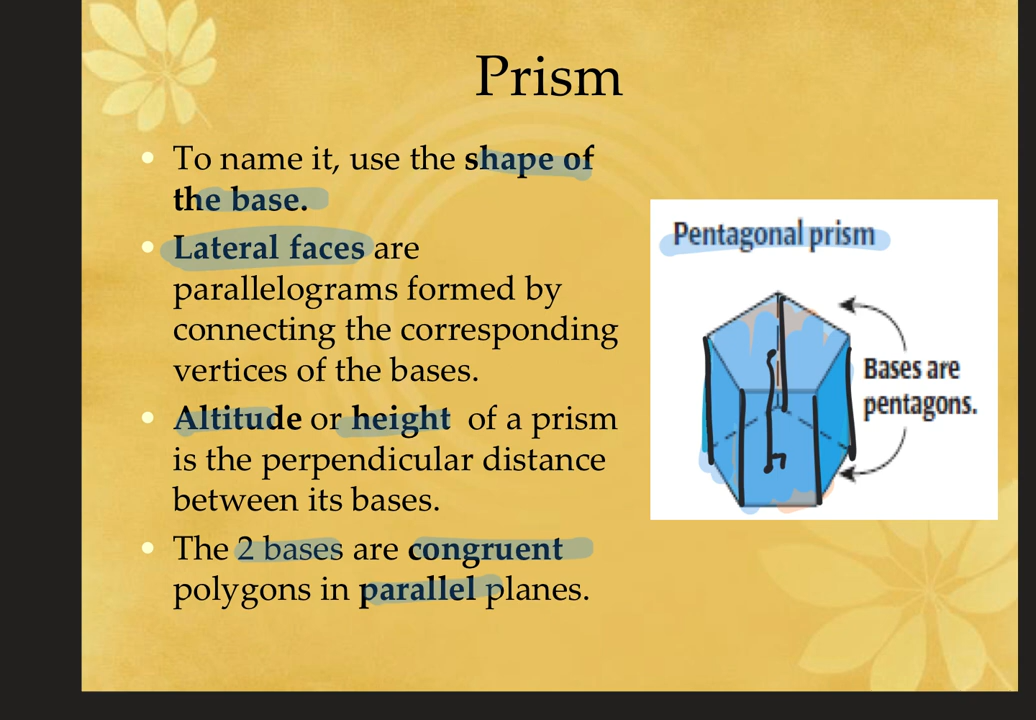 Prism
• To name it, use the shape of
the base.
• Lateral faces are
parallelograms formed by
connecting the corresponding
vertices of the bases.
• Altitude or height of a prism
is the perpendicular distance
between its bases.
• The 2 bases are congruent
polygons in parallel planes.
Pentagonal prism
Bases are
pentagons.